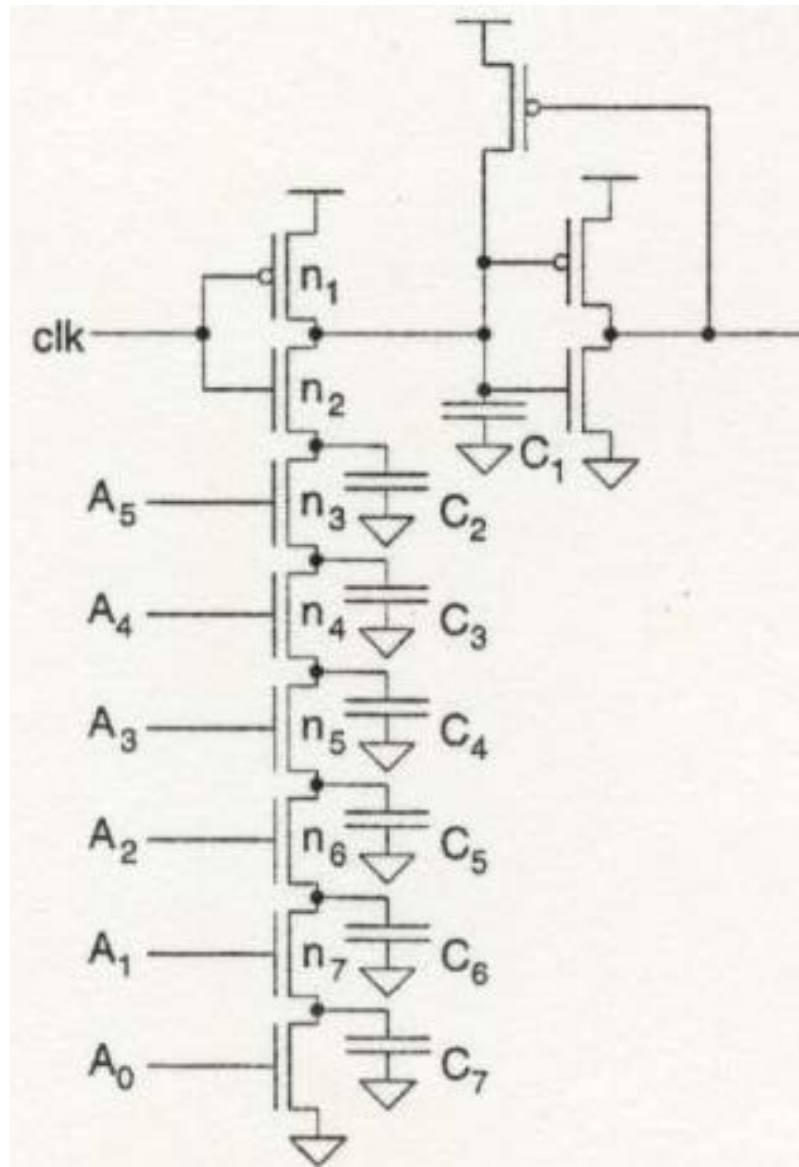 n₁
clk
n₂
C₁
A₅ n₃ C₂
A₄ n₄ C₃
A₃ n₅ C₄
A₂ n₆ C₅
A₁ n₇ C₆
A₀ C₇